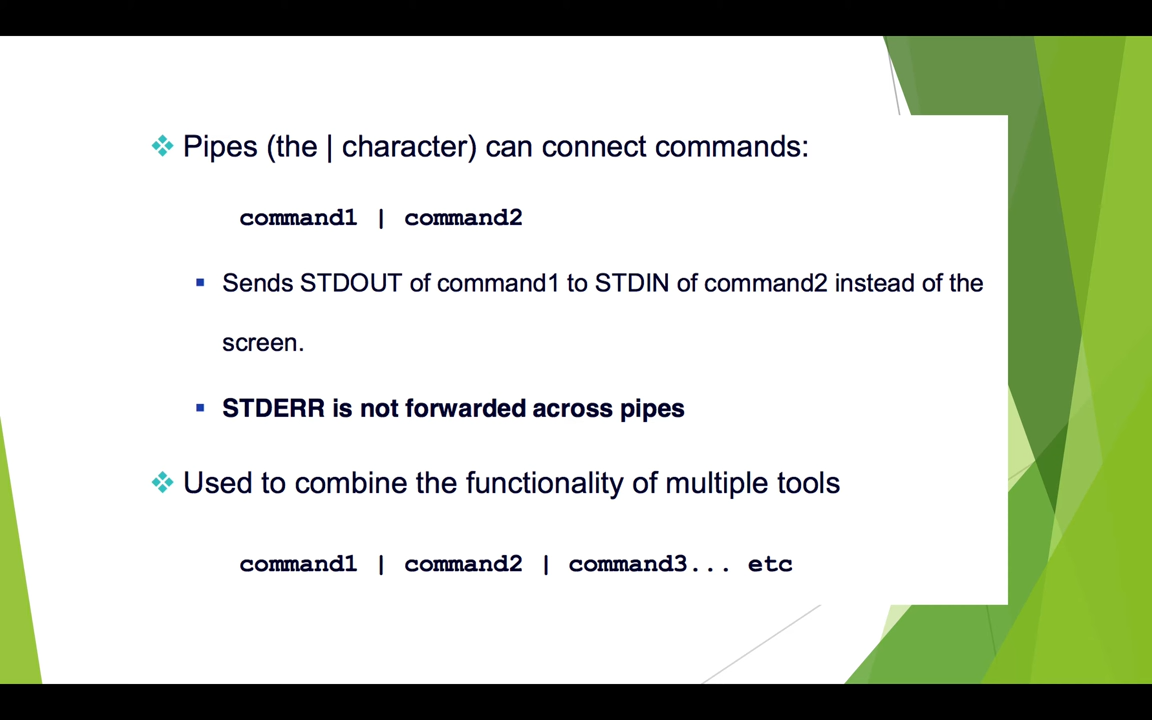 ❖ Pipes (the | character) can connect commands:
command1 | command2
▪ Sends STDOUT of command1 to STDIN of command2 instead of the
screen.
▪ STDERR is not forwarded across pipes
❖ Used to combine the functionality of multiple tools
command1 | command2 | command3... etc